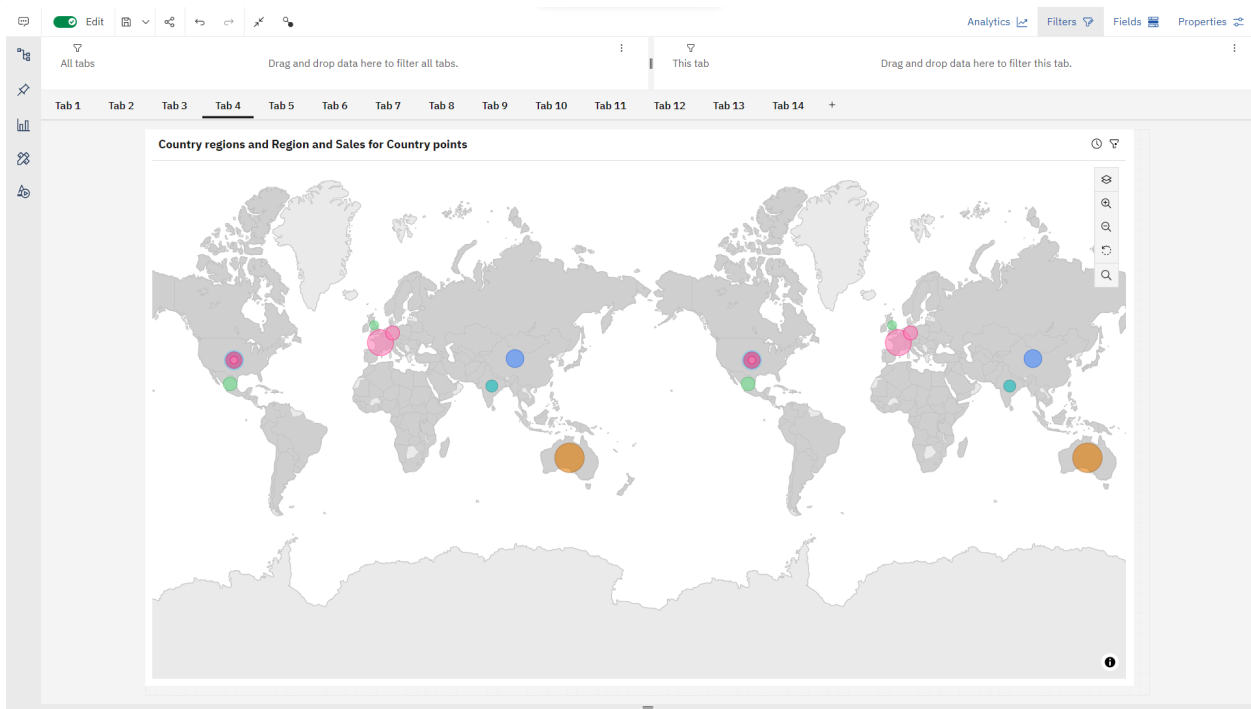 Edit
Analytics
Filters
Fields
Properties
All tabs
Drag and drop data here to filter all tabs.
This tab
Drag and drop data here to filter this tab.
Tab 1
Tab 2
Tab 3
Tab 4
Tab 5
Tab 6
Tab 7
Tab 8
Tab 9
Tab 10
Tab 11
Tab 12
Tab 13
Tab 14
Country regions and Region and Sales for Country points